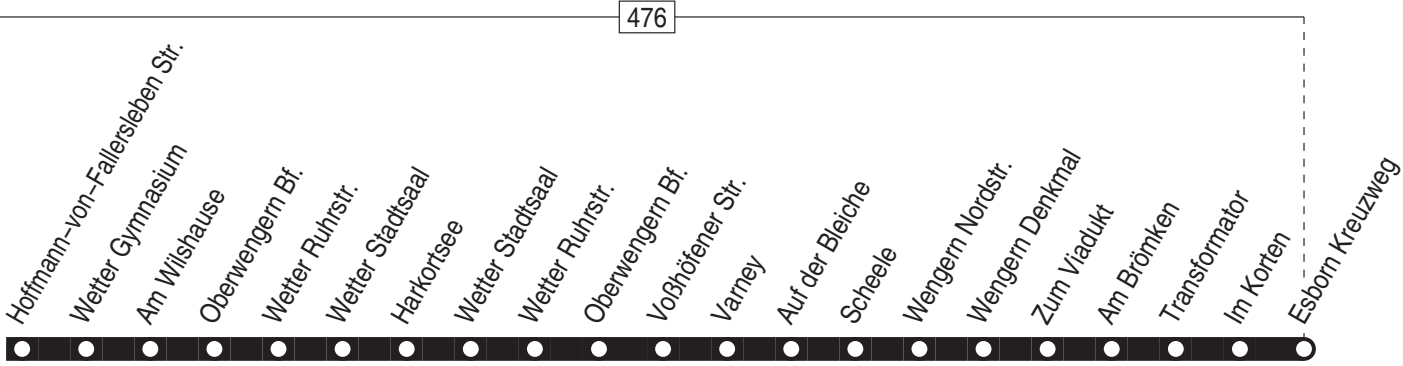 476
Hoffmann−von−Fallersleben Str.
Wetter Gymnasium
Am Wilshause
Oberwengern Bf.
Wetter Ruhrstr.
Wetter Stadtsaal
Harkortsee
Wetter Stadtsaal
Wetter Ruhrstr.
Oberwengern Bf.
Voßhöfener Str.
Varney
Auf der Bleiche
Scheele
Wengern Nordstr.
Wengern Denkmal
Zum Viadukt
Am Brömken
Transformator
Im Korten
Esborn Kreuzweg